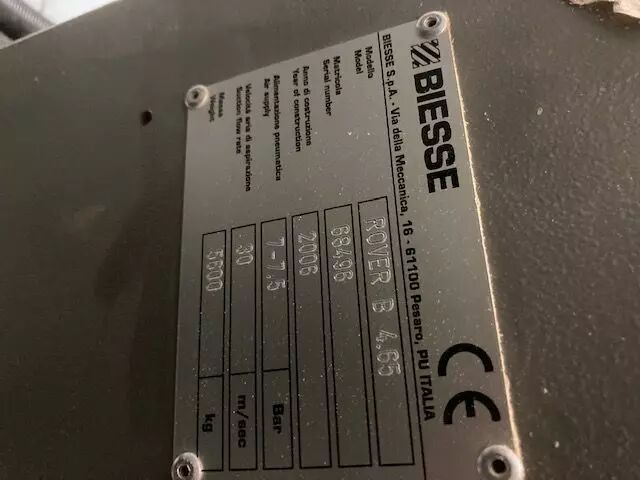 BIESSE
BIESSE S.p.A. - Via della Meccanica, 16 - 61100 Pesaro, PU ITALIA
CE
Modello
Model
ROVER B 4.65
Matricola
Serial number
68496
Anno di costruzione
Year of construction
2006
Alimentazione pneumatica
Air supply
7-7.5 Bar
Velocità aria di aspirazione
Suction flow rate
30 m/sec
Massa
Weight
5600 kg